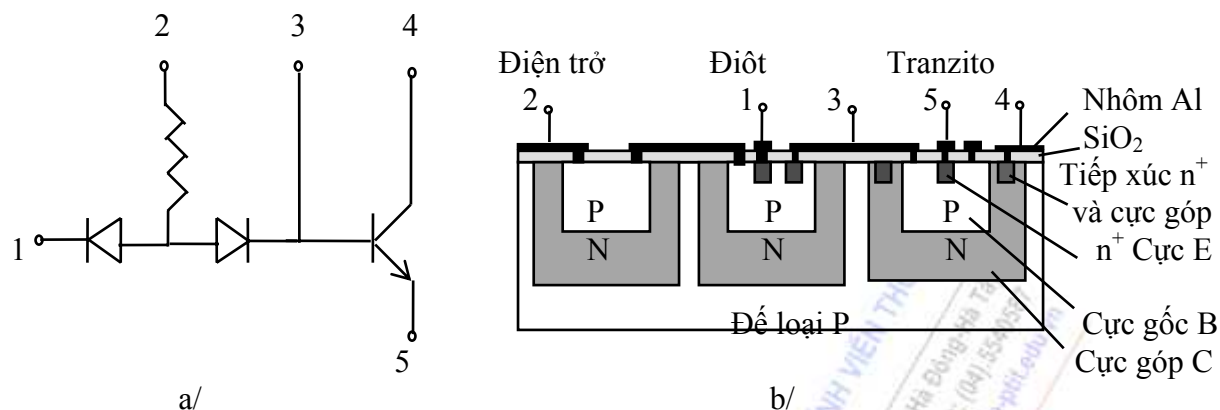 2 3 4
1
5
a/
Điện trở Điôt Tranzito
2 1 3 5 4
Nhôm Al
SiO2
Tiếp xúc n+
và cực góp
n+ Cực E
P P P
N N N
Đế loại P
Cực gốc B
Cực góp C
b/